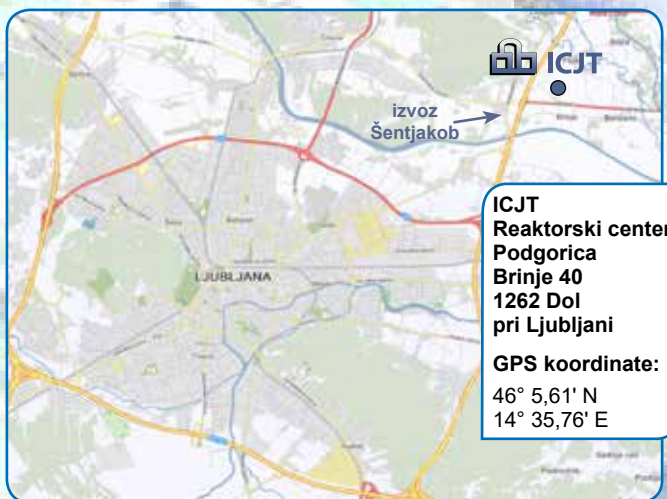 ICJT
izvoz
Šentjakob
LJUBLJANA
ICJT
Reaktorski center
Podgorica
Brinje 40
1262 Dol
pri Ljubljani
GPS koordinate:
46° 5,61' N
14° 35,76' E